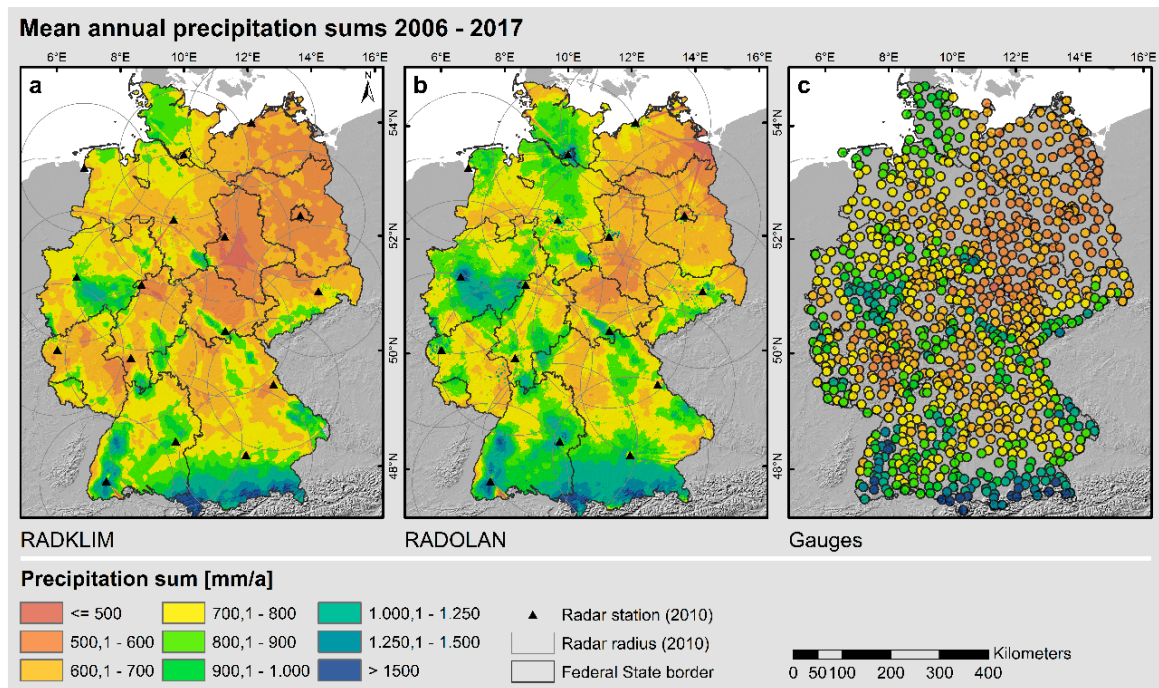 Mean annual precipitation sums 2006 - 2017
6°E 8°E 10°E 12°E 14°E 16°E
6°E 8°E 10°E 12°E 14°E 16°E
6°E 8°E 10°E 12°E 14°E 16°E
a
N
b
c
54°N
52°N
50°N
48°N
54°N
52°N
50°N
48°N
54°N
52°N
50°N
48°N
RADKLIM
RADOLAN
Gauges
Precipitation sum [mm/a]
<= 500
500,1 - 600
600,1 - 700
700,1 - 800
800,1 - 900
900,1 - 1.000
1.000,1 - 1.250
1.250,1 - 1.500
> 1500
Radar station (2010)
Radar radius (2010)
Federal State border
Kilometers
0 50 100 200 300 400